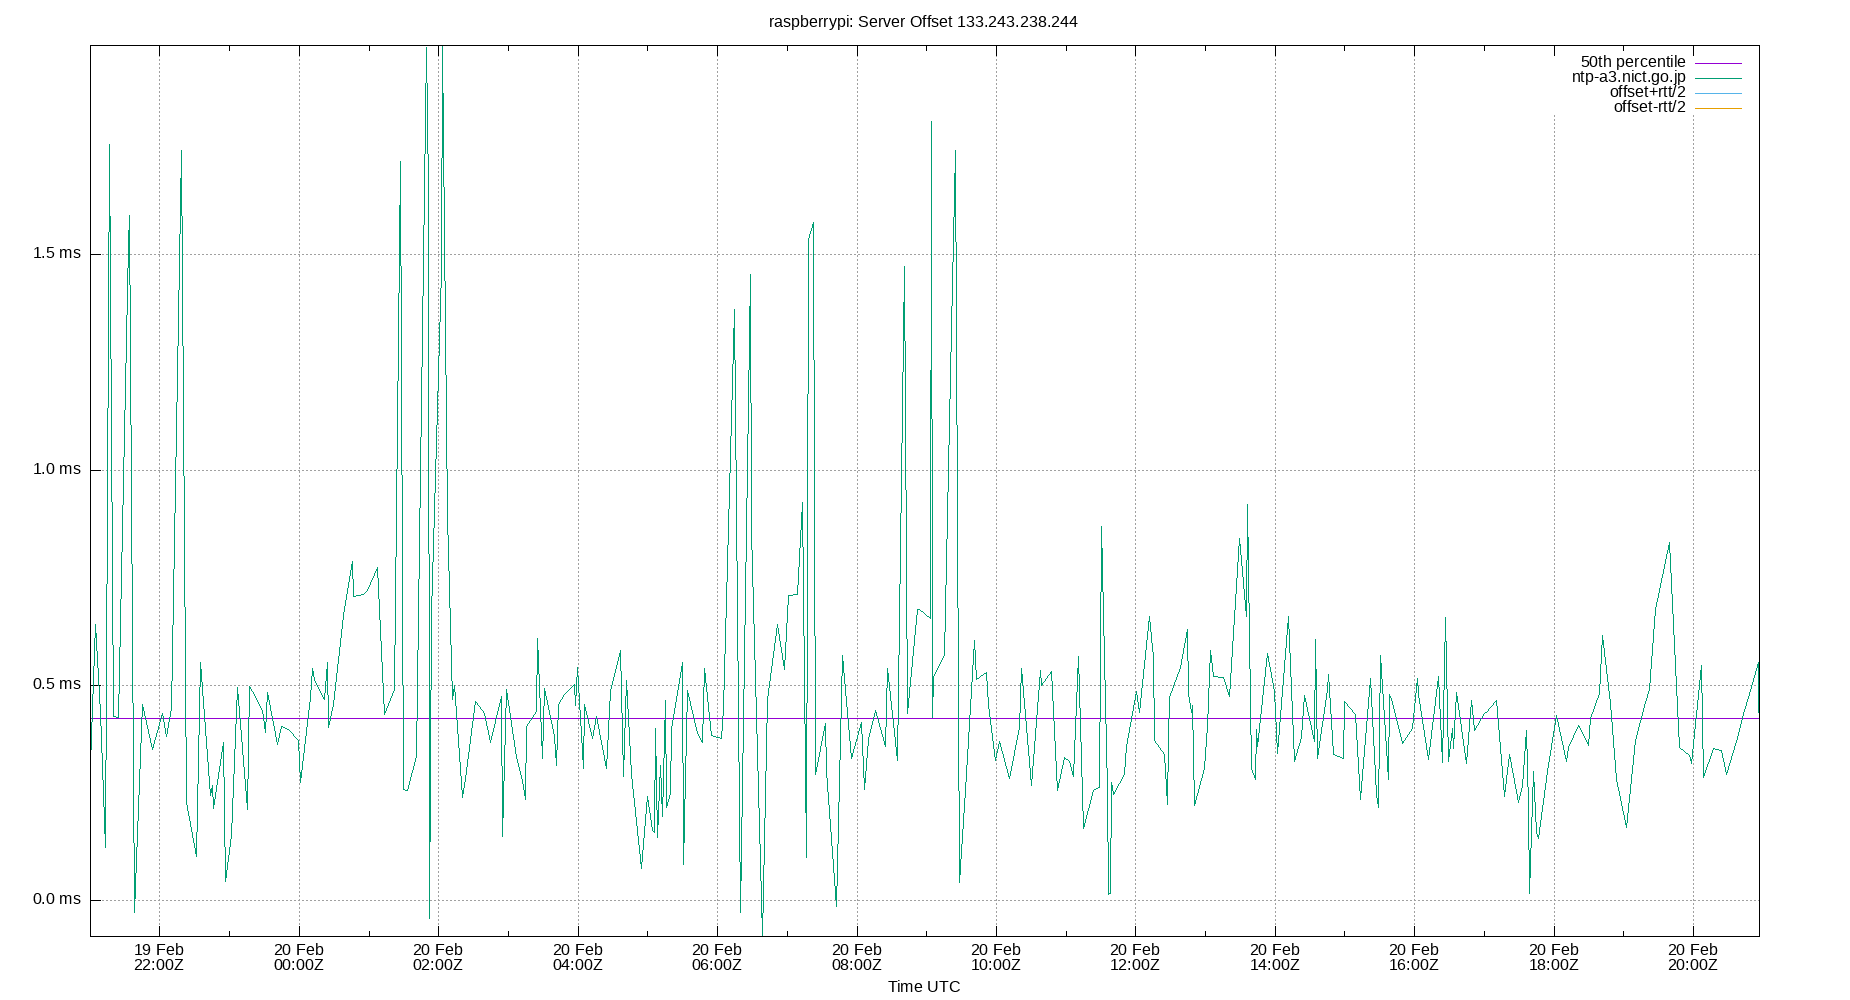 raspberrypi: Server Offset 133.243.238.244
50th percentile
ntp-a3.nict.go.jp
offset+rtt/2
offset-rtt/2
1.5 ms
1.0 ms
0.5 ms
0.0 ms
19 Feb 20 Feb 20 Feb 20 Feb 20 Feb 20 Feb 20 Feb 20 Feb 20 Feb 20 Feb 20 Feb 20 Feb
22:00Z 00:00Z 02:00Z 04:00Z 06:00Z 08:00Z 10:00Z 12:00Z 14:00Z 16:00Z 18:00Z 20:00Z
Time UTC